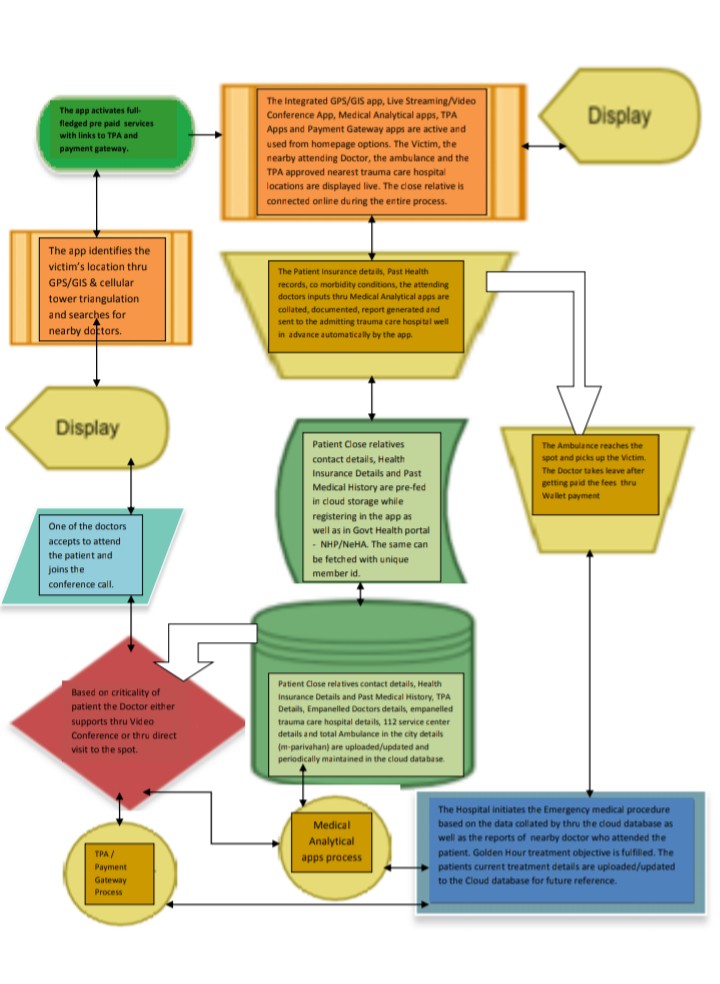 The app activates full-
fledged pre paid services
with links to TPA and
payment gateway.
The Integrated GPS/GIS app, Live Streaming/Video
Conference App, Medical Analytical apps, TPA
Apps and Payment Gateway apps are active and
used from homepage options. The Victim, the
nearby attending Doctor, the ambulance and the
TPA approved nearest trauma care hospital
locations are displayed live. The close relative is
connected online during the entire process.
Display
The app identifies the
victim's location thru
GPS/GIS & cellular
tower triangulation
and searches for
nearby doctors.
The Patient Insurance details, Past Health
records, co morbidity conditions, the attending
doctors inputs thru Medical Analytical apps are
collated, documented, report generated and
sent to the admitting trauma care hospital well
in advance automatically by the app.
Display
Patient Close relatives
contact details, Health
Insurance Details and Past
Medical History are pre-fed
in cloud storage while
registering in the app as
well as in Govt Health portal
- NHP/NeHA. The same can
be fetched with unique
member id.
The Ambulance reaches the
spot and picks up the Victim.
The Doctor takes leave after
getting paid the fees thru
Wallet payment
One of the doctors
accepts to attend
the patient and
joins the
conference call.
Based on criticality of
patient the Doctor either
supports thru Video
Conference or thru direct
visit to the spot.
Patient Close relatives contact details, Health
Insurance Details and Past Medical History, TPA
Details, Empanelled Doctors details, empanelled
trauma care hospital details, 112 service center
details and total Ambulance in the city details
(m-parivahan) are uploaded/updated and
periodically maintained in the cloud database.
TPA /
Payment
Gateway
Process
Medical
Analytical
apps process
The Hospital initiates the Emergency medical procedure
based on the data collated by thru the cloud database as
well as the reports of nearby doctor who attended the
patient. Golden Hour treatment objective is fulfilled. The
patients current treatment details are uploaded/updated
to the Cloud database for future reference.